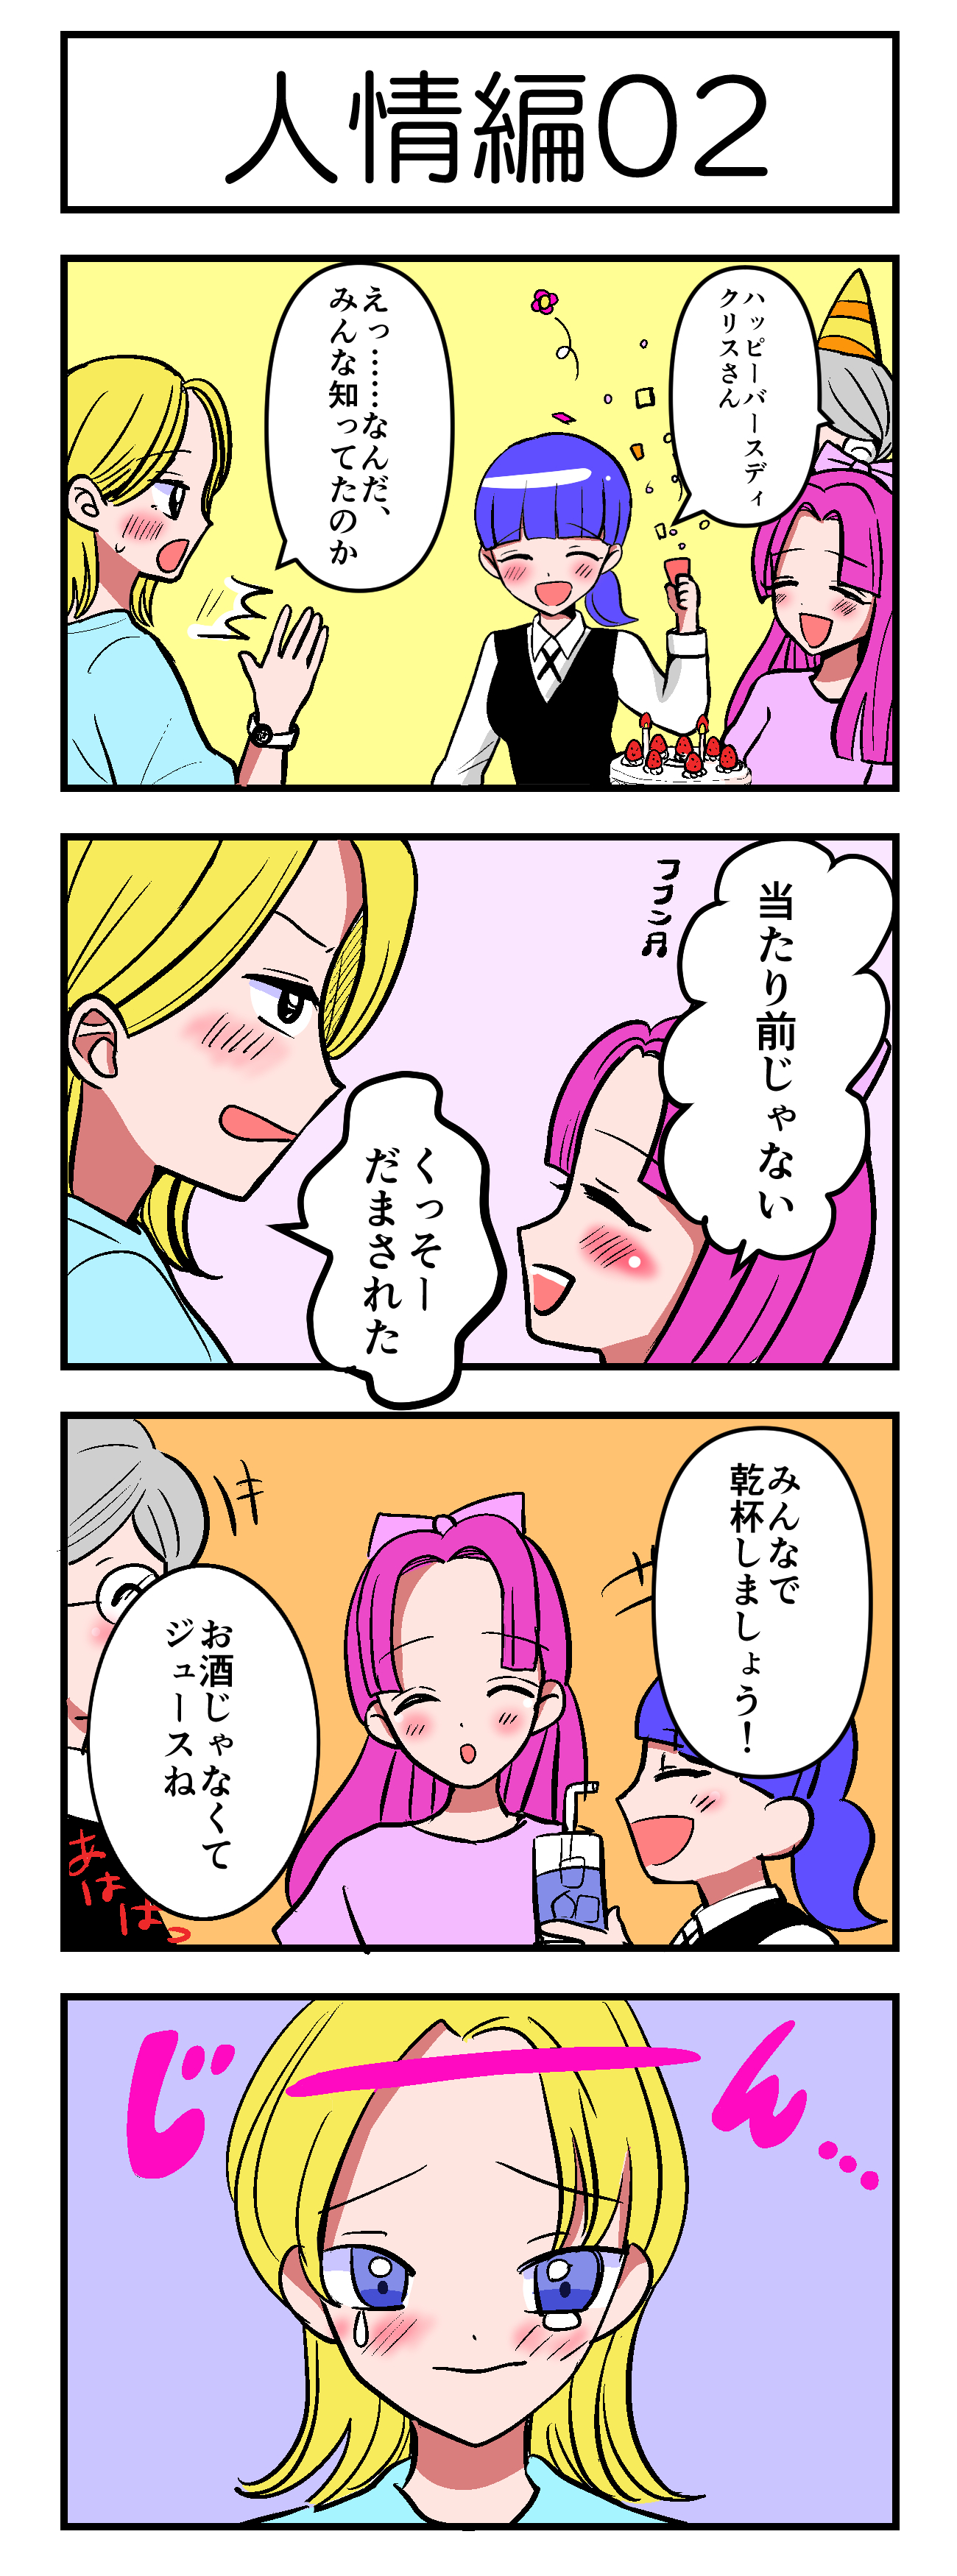 人情編02
ハッピーバースディ
クリスさん
えっ……なんだ、
みんな知ってたのか
当たり前じゃない
フフン♬
くっそー
だまされた
みんなで
乾杯しましょう！
お酒じゃなくて
ジュースね
あははっ
じーん…